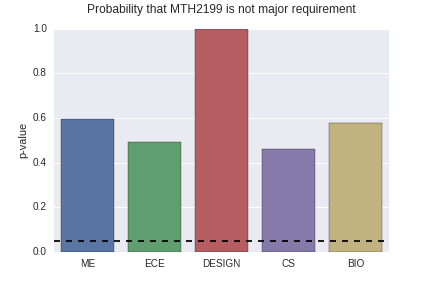 Probability that MTH2199 is not major requirement
1.0
0.8
0.6
0.4
0.2
0.0
p-value
ME ECE DESIGN CS BIO